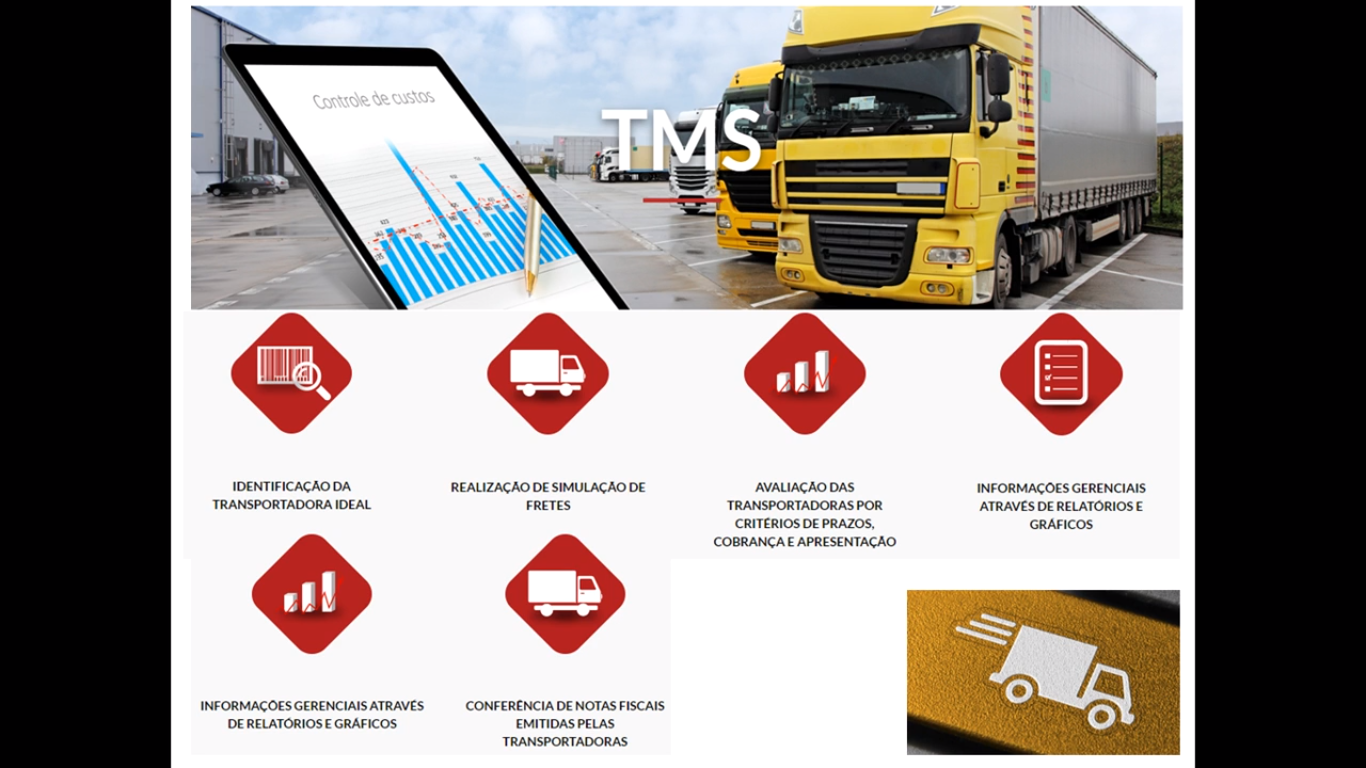 Controle de custos
TMS
IDENTIFICAÇÃO DA
TRANSPORTADORA IDEAL
REALIZAÇÃO DE SIMULAÇÃO DE
FRETES
AVALIAÇÃO DAS
TRANSPORTADORAS POR
CRITÉRIOS DE PRAZOS,
COBRANÇA E APRESENTAÇÃO
INFORMAÇÕES GERENCIAIS
ATRAVÉS DE RELATÓRIOS E
GRÁFICOS
INFORMAÇÕES GERENCIAIS ATRAVÉS
DE RELATÓRIOS E GRÁFICOS
CONFERÊNCIA DE NOTAS FISCAIS
EMITIDAS PELAS
TRANSPORTADORAS